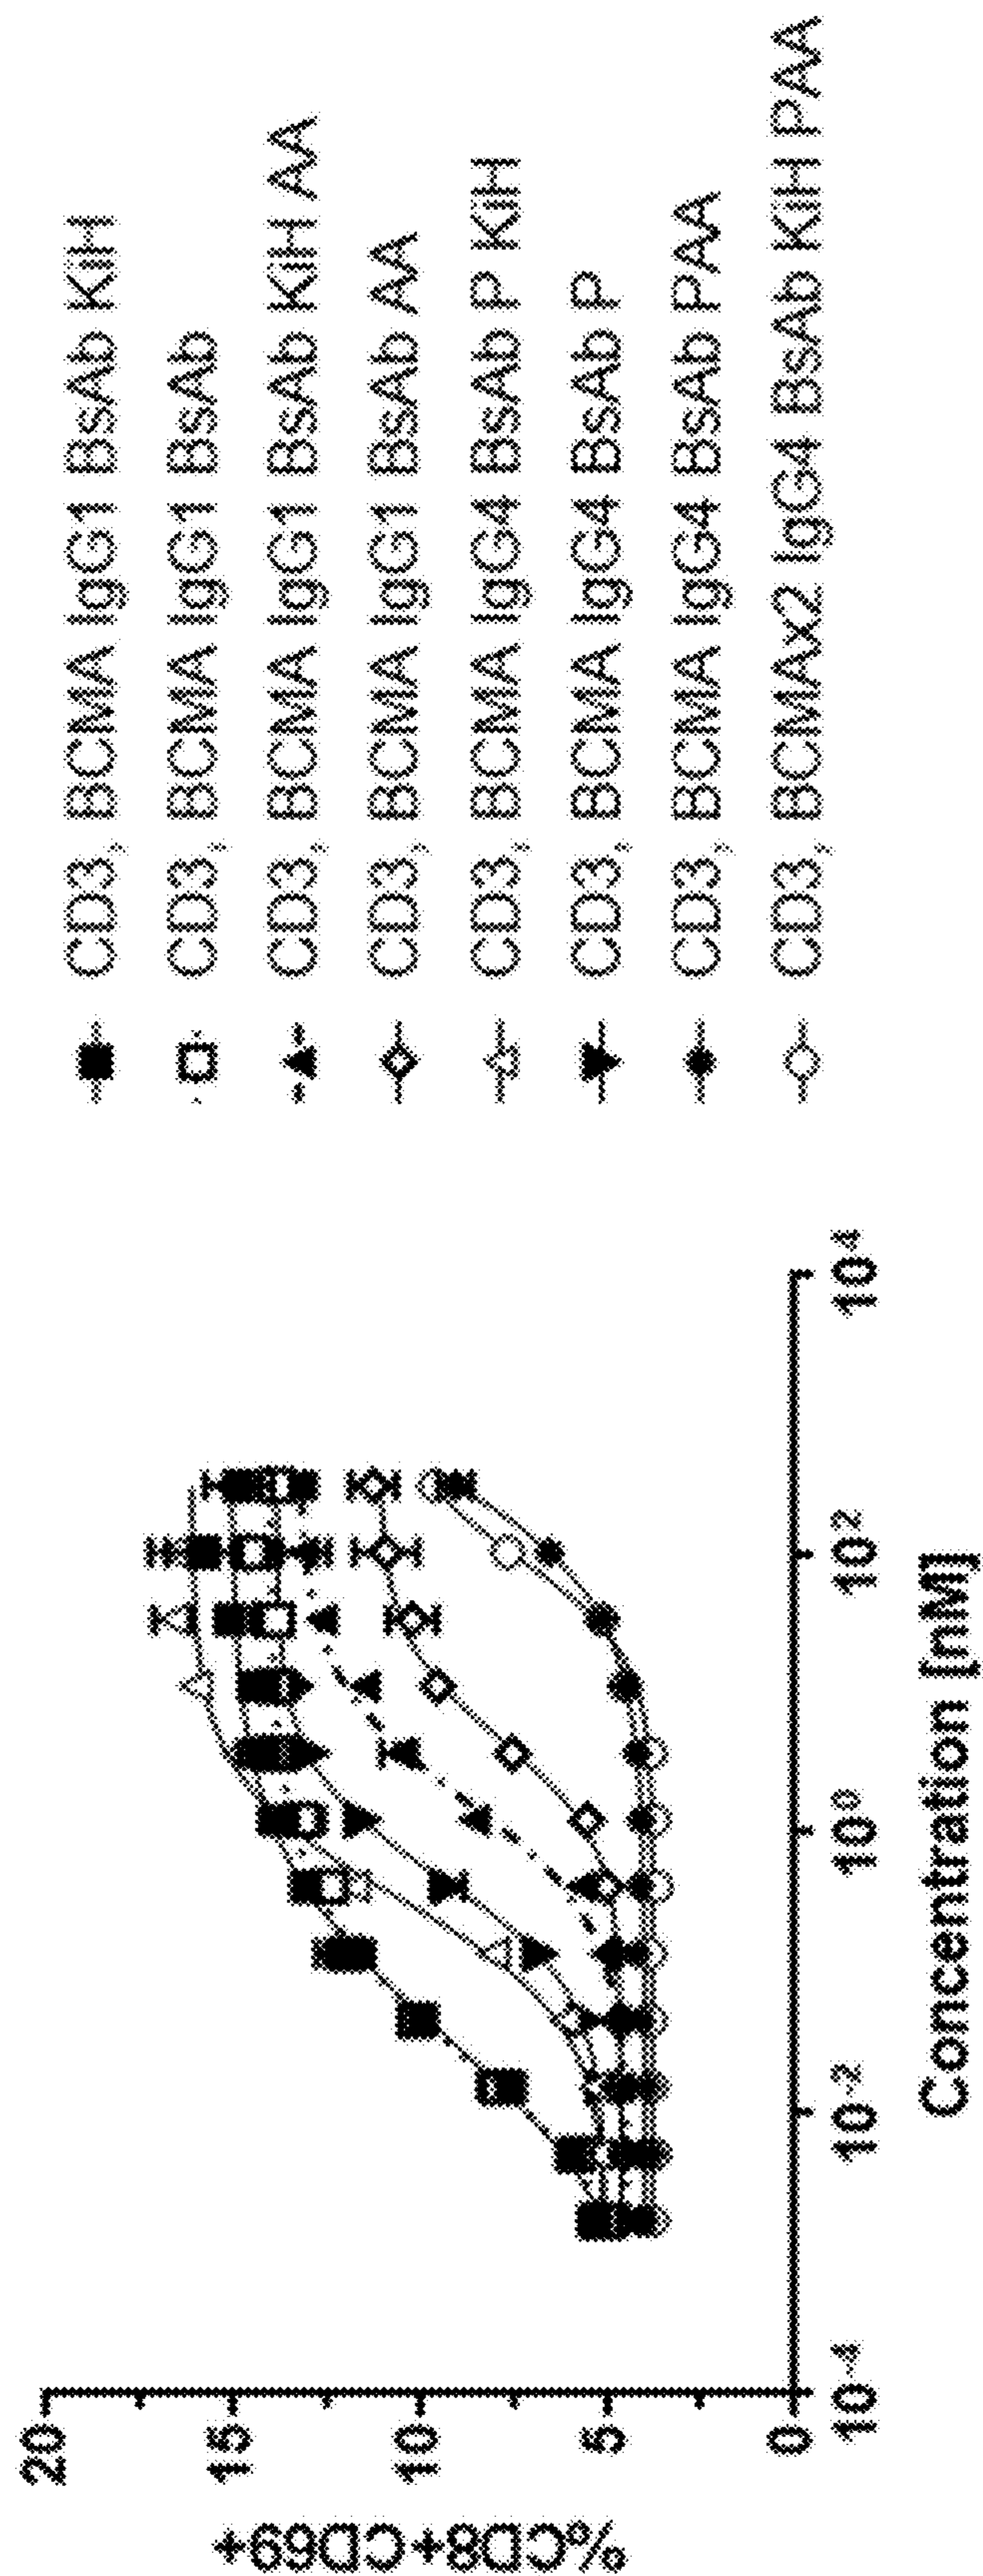 %CD8+CD69+
20
15
10
5
0
10-4
10-2
100
102
104
Concentration [nM]
CD3, BCMA IgG1 BsAb KiH
CD3, BCMA IgG1 BsAb
CD3, BCMA IgG1 BsAb KiH AA
CD3, BCMA IgG1 BsAb AA
CD3, BCMA IgG4 BsAb P KiH
CD3, BCMA IgG4 BsAb P
CD3, BCMA IgG4 BsAb PAA
CD3, BCMAx2 IgG4 BsAb KiH PAA